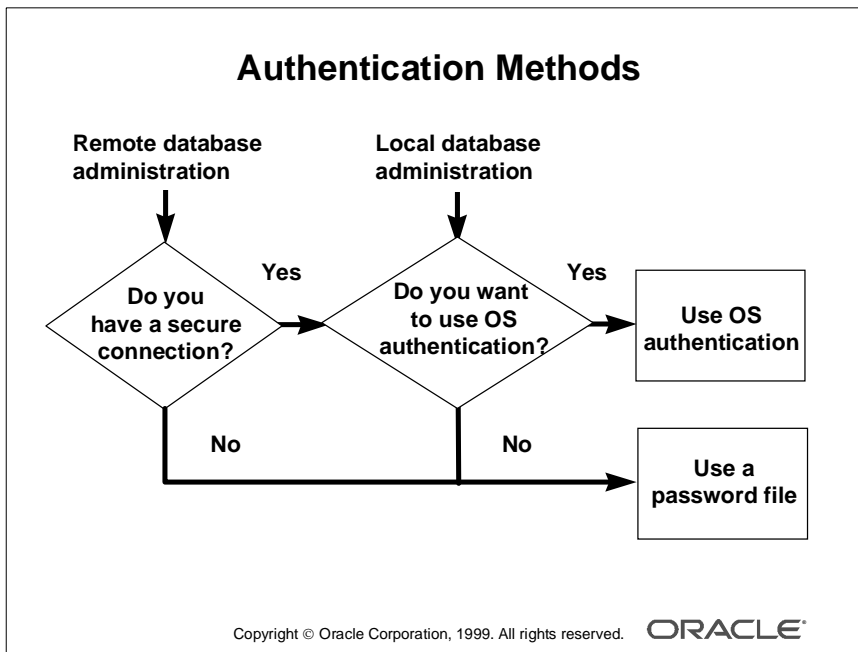 Authentication Methods
Remote database
administration
Local database
administration
Do you
have a secure
connection?
Yes
Do you want
to use OS
authentication?
Yes
Use OS
authentication
No
No
Use a
password file
Copyright © Oracle Corporation, 1999. All rights reserved.
ORACLE®